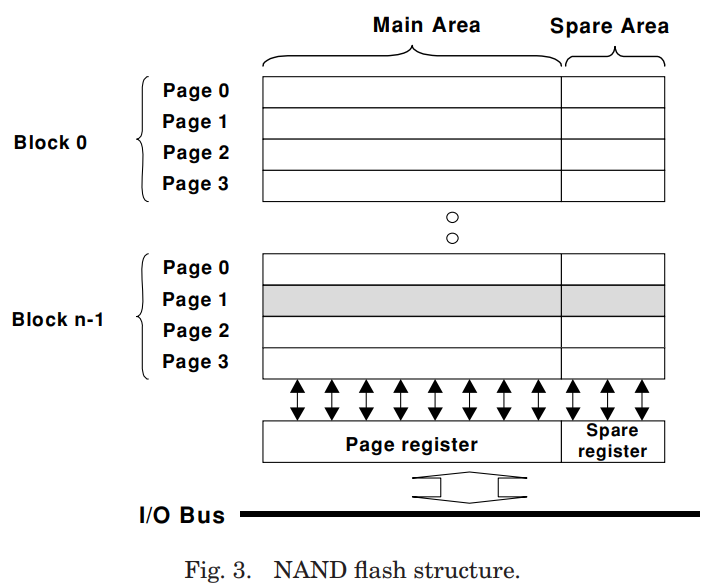 Main Area
Spare Area
Block 0
Page 0
Page 1
Page 2
Page 3
Block n-1
Page 0
Page 1
Page 2
Page 3
Page register
Spare
register
I/O Bus
Fig. 3. NAND flash structure.